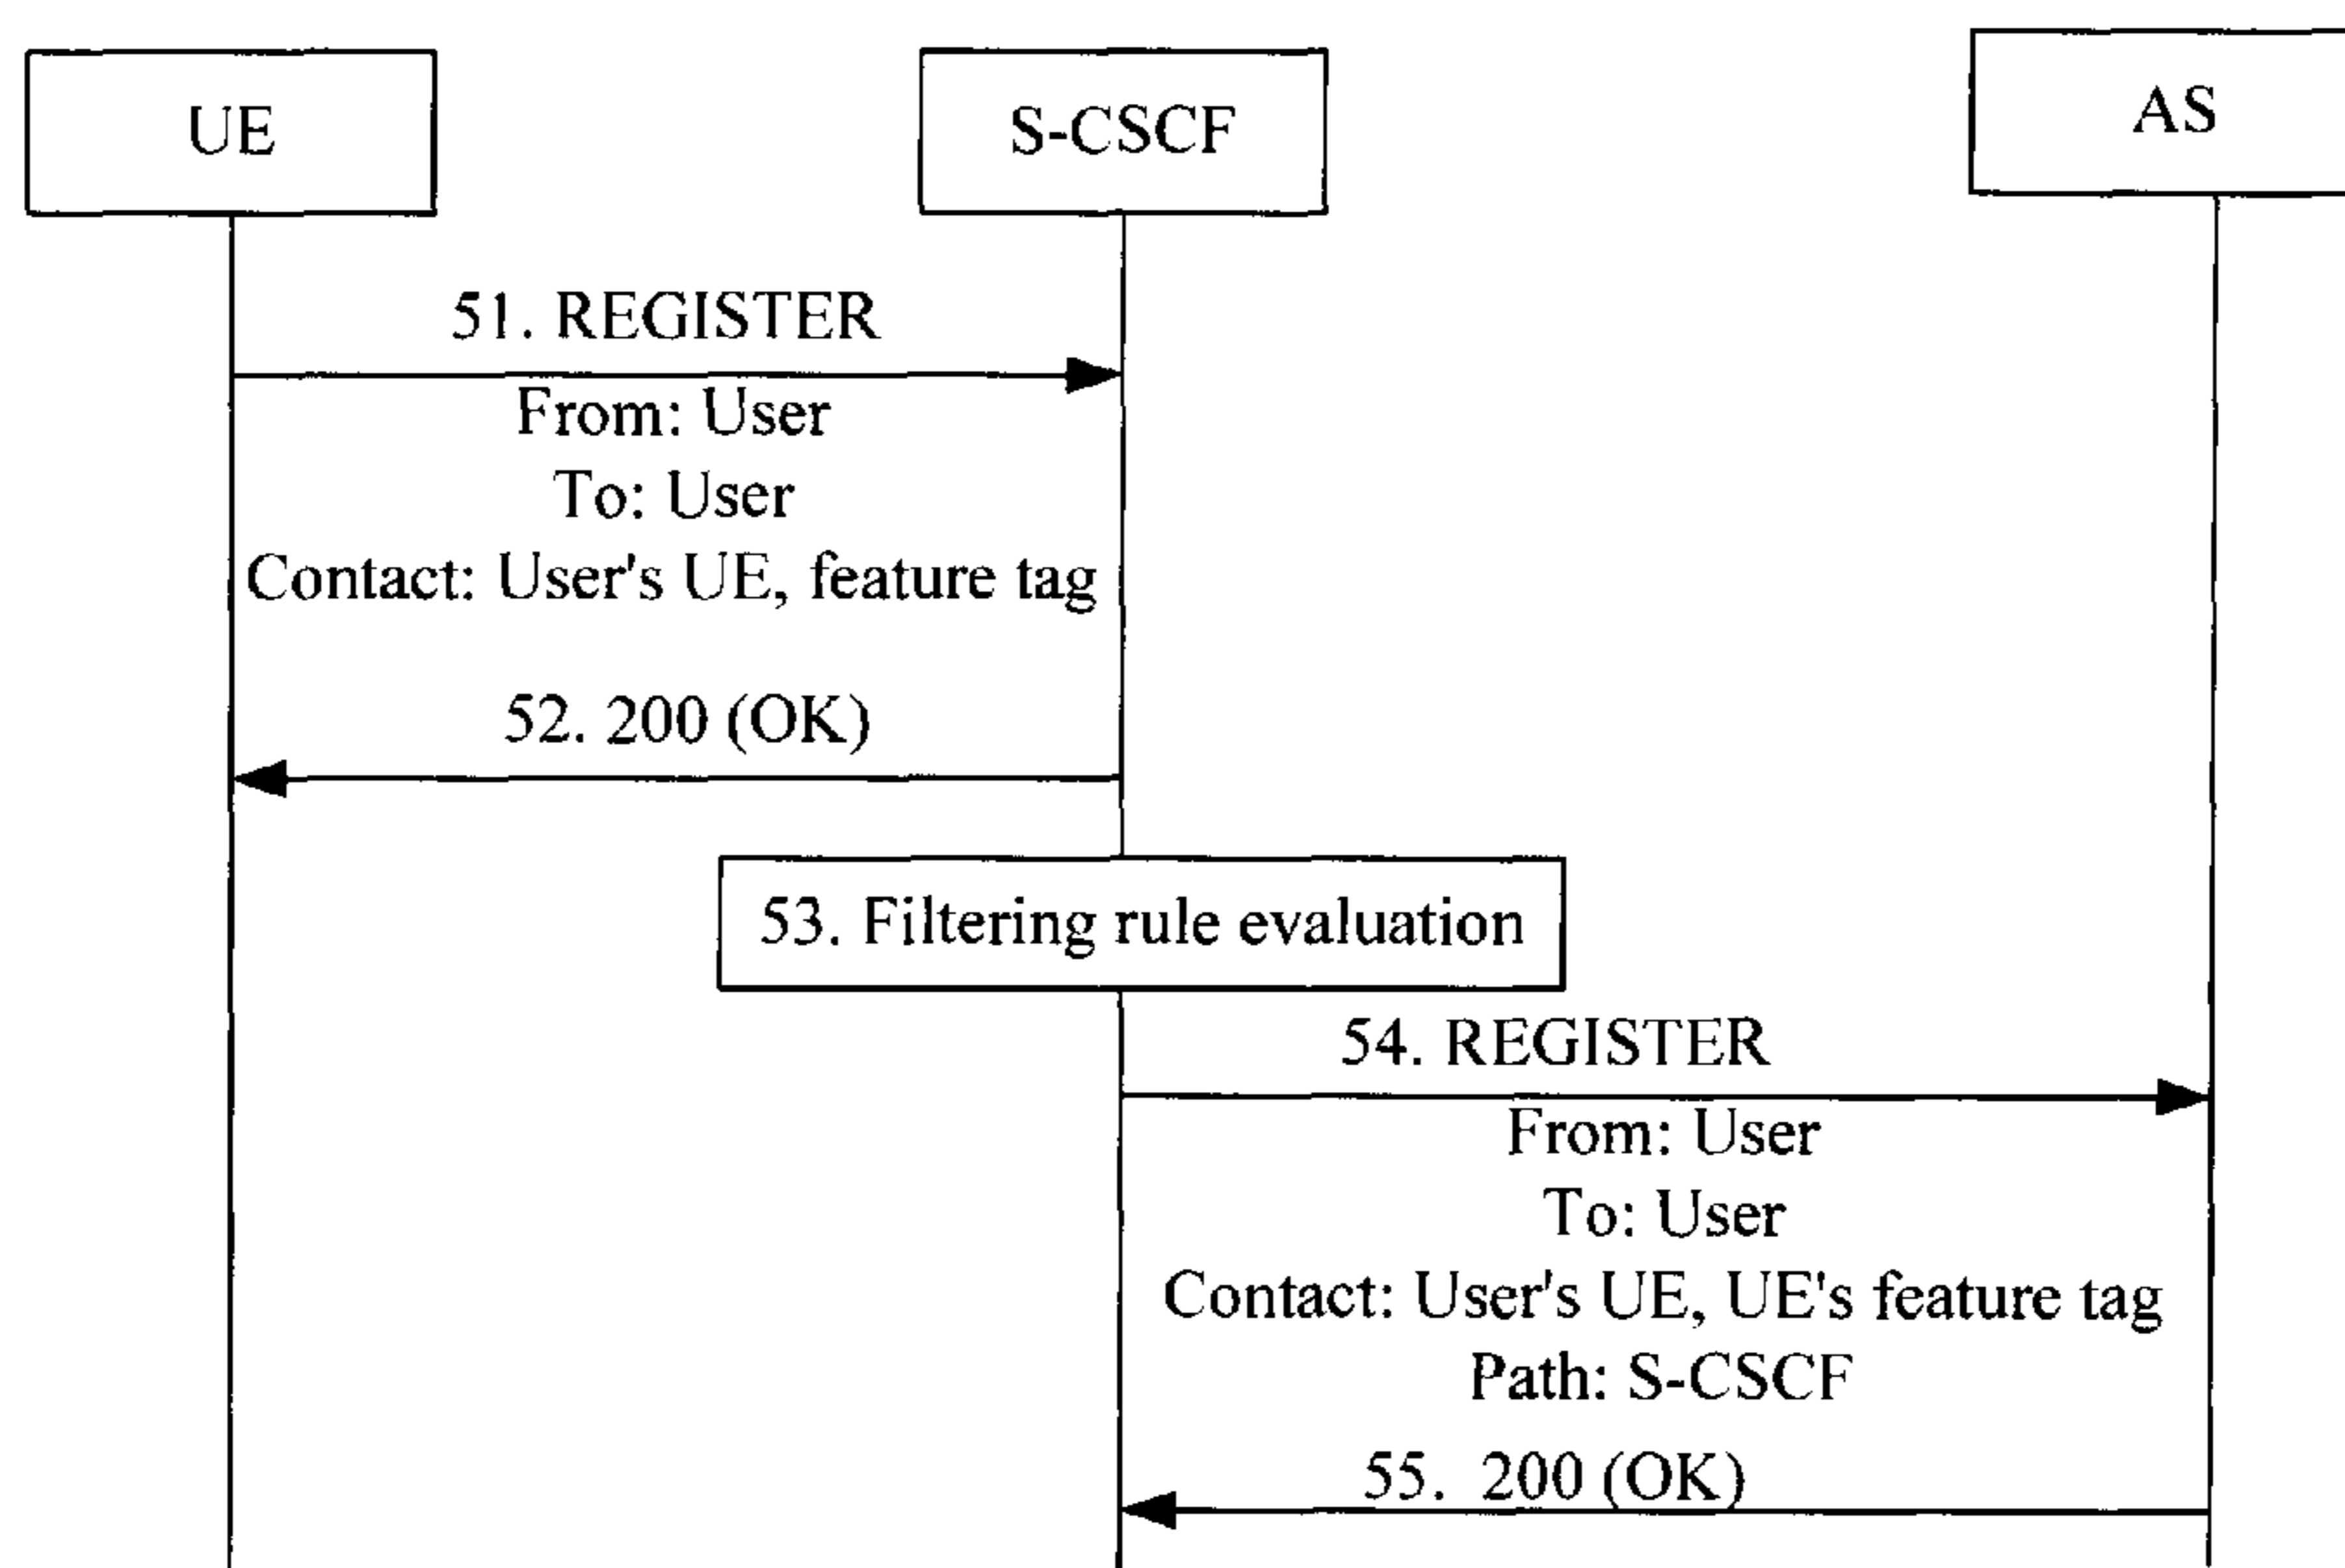 UE
S-CSCF
AS
51. REGISTER
From: User
To: User
Contact: User's UE, feature tag
52. 200 (OK)
53. Filtering rule evaluation
54. REGISTER
From: User
To: User
Contact: User's UE, UE's feature tag
Path: S-CSCF
55. 200 (OK)